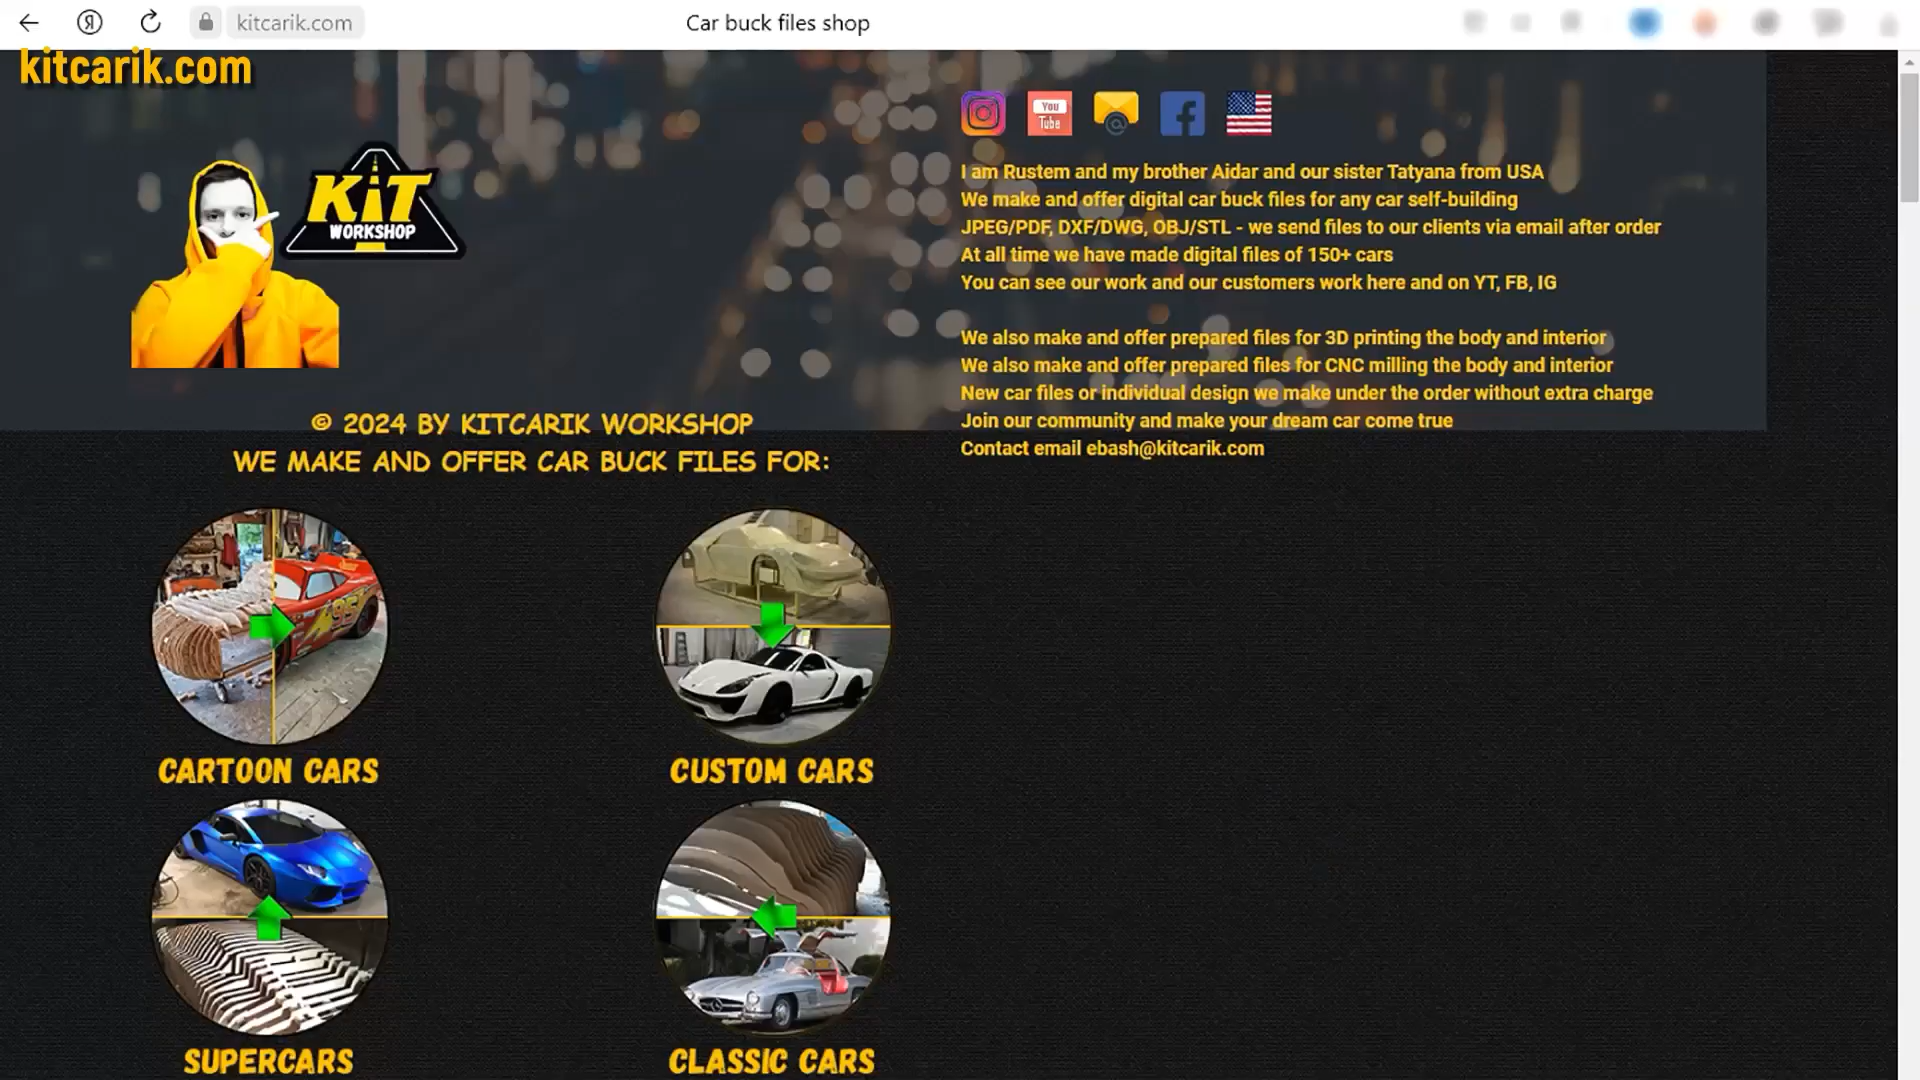 kitcarik.com
Car buck files shop
kitcarik.com
KiT
WORKSHOP
You
Tube
I am Rustem and my brother Aidar and our sister Tatyana from USA
We make and offer digital car buck files for any car self-building
JPEG/PDF, DXF/DWG, OBJ/STL - we send files to our clients via email after order
At all time we have made digital files of 150+ cars
You can see our work and our customers work here and on YT, FB, IG
We also make and offer prepared files for 3D printing the body and interior
We also make and offer prepared files for CNC milling the body and interior
New car files or individual design we make under the order without extra charge
Join our community and make your dream car come true
Contact email ebash@kitcarik.com
© 2024 BY KITCARIK WORKSHOP
WE MAKE AND OFFER CAR BUCK FILES FOR:
95
CARTOON CARS
CUSTOM CARS
SUPERCARS
CLASSIC CARS